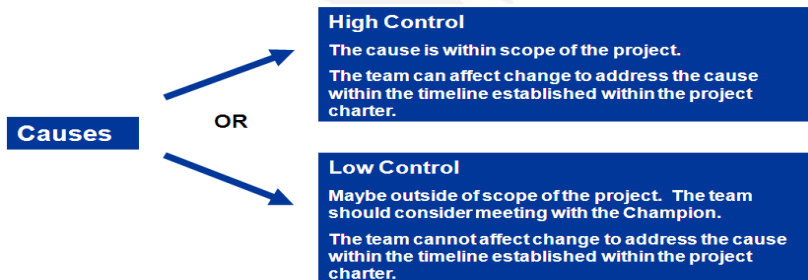 High Control
The cause is within scope of the project.
The team can affect change to address the cause
within the timeline established within the project
charter.
Causes
OR
Low Control
Maybe outside of scope of the project. The team
should consider meeting with the Champion.
The team cannot affect change to address the cause
within the timeline established within the project
charter.